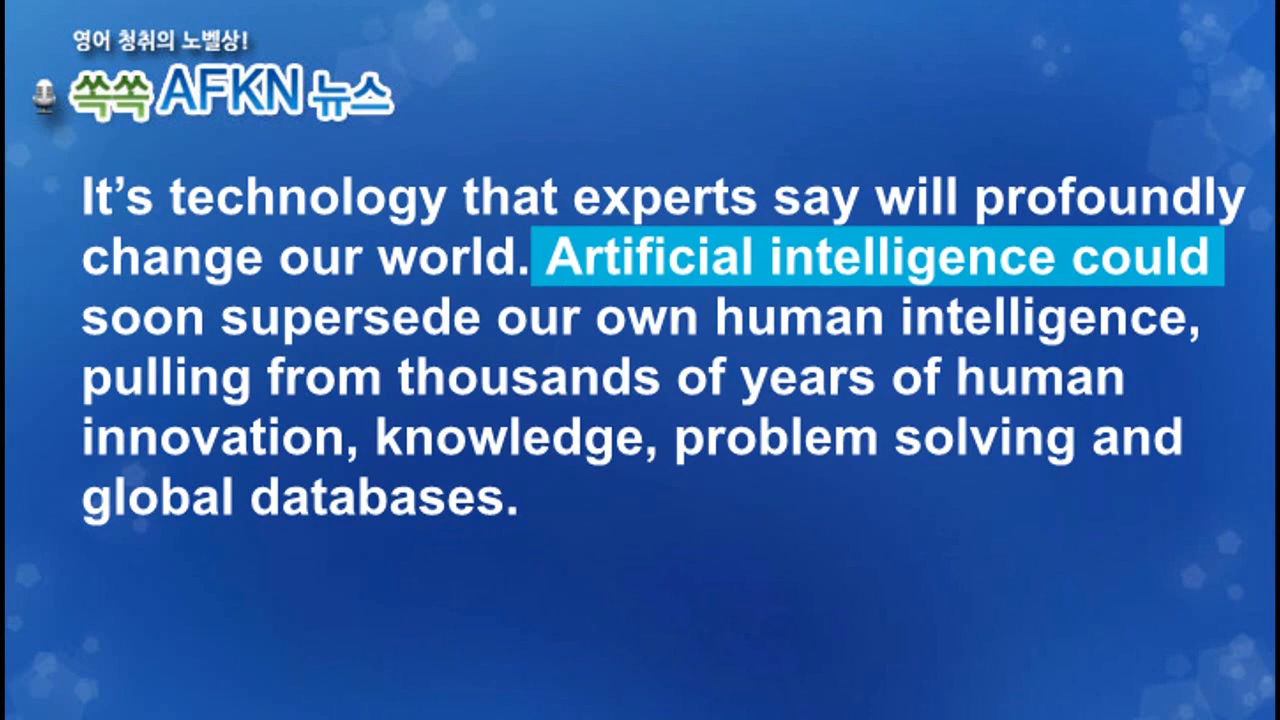 영어 청취의 노벨상!
쏙쏙 AFKN 뉴스
It’s technology that experts say will profoundly
change our world. Artificial intelligence could
soon supersede our own human intelligence,
pulling from thousands of years of human
innovation, knowledge, problem solving and
global databases.